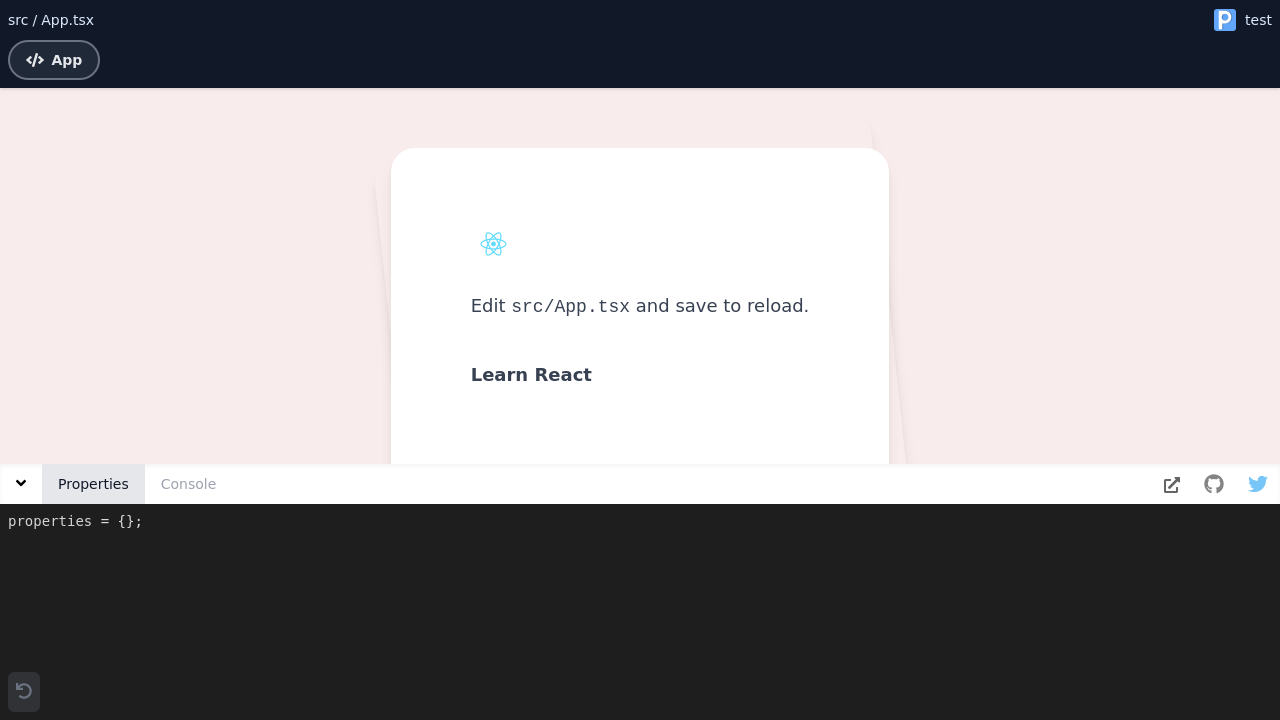 src / App.tsx
test
App
Edit src/App.tsx and save to reload.
Learn React
Properties
Console
properties = {};